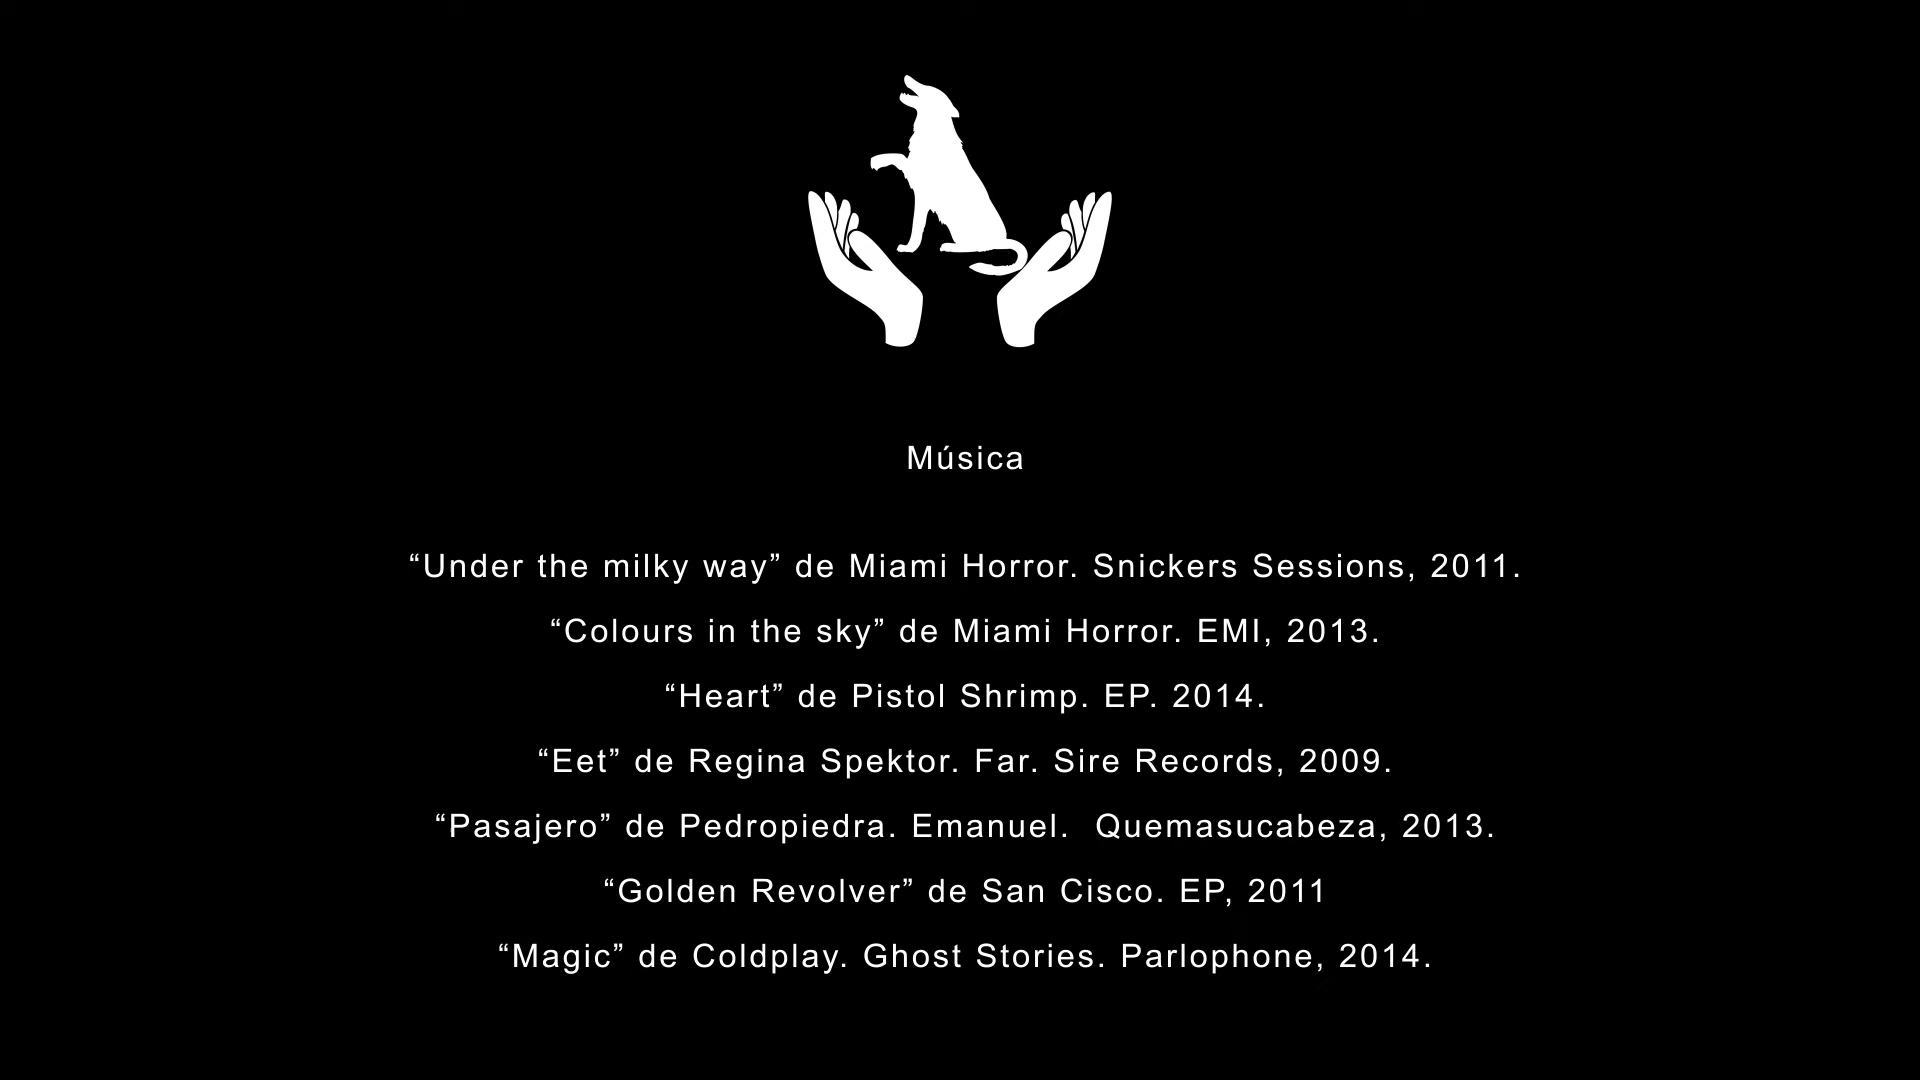 Música
“Under the milky way” de Miami Horror. Snickers Sessions, 2011.
“Colours in the sky” de Miami Horror. EMI, 2013.
“Heart” de Pistol Shrimp. EP. 2014.
“Eet” de Regina Spektor. Far. Sire Records, 2009.
“Pasajero” de Pedropiedra. Emanuel.  Quemasucabeza, 2013.
“Golden Revolver” de San Cisco. EP, 2011
“Magic” de Coldplay. Ghost Stories. Parlophone, 2014.